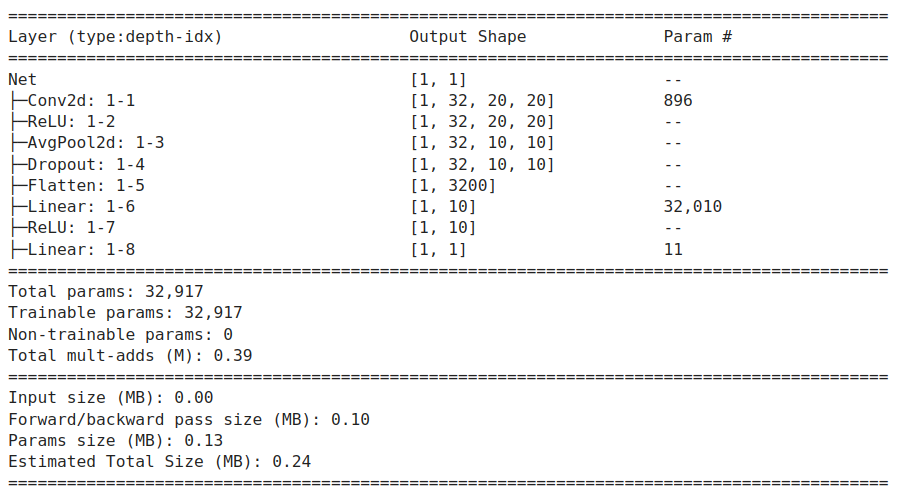 ==========================================================================================
Layer (type:depth-idx)                   Output Shape              Param #
==========================================================================================
Net                                      [1, 1]                    --
├─Conv2d: 1-1                            [1, 32, 20, 20]           896
├─ReLU: 1-2                              [1, 32, 20, 20]           --
├─AvgPool2d: 1-3                         [1, 32, 10, 10]           --
├─Dropout: 1-4                           [1, 32, 10, 10]           --
├─Flatten: 1-5                           [1, 3200]                 --
├─Linear: 1-6                            [1, 10]                   32,010
├─ReLU: 1-7                              [1, 10]                   --
├─Linear: 1-8                            [1, 1]                    11
==========================================================================================
Total params: 32,917
Trainable params: 32,917
Non-trainable params: 0
Total mult-adds (M): 0.39
==========================================================================================
Input size (MB): 0.00
Forward/backward pass size (MB): 0.10
Params size (MB): 0.13
Estimated Total Size (MB): 0.24
==========================================================================================